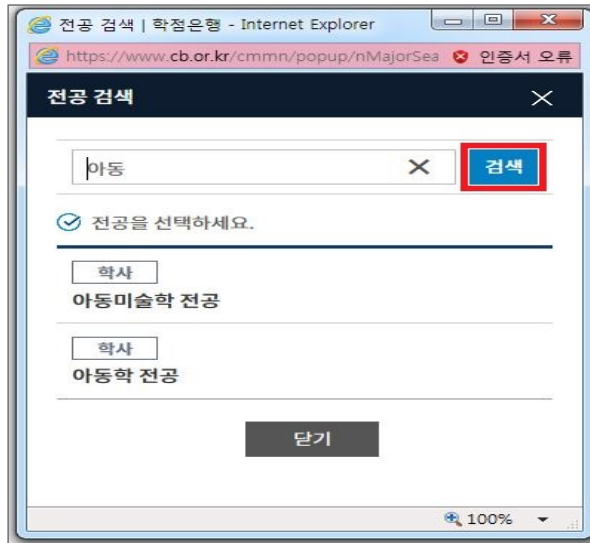 전공 검색 | 학점은행 - Internet Explorer
https://www.cb.or.kr/cmmn/popup/nMajorSea 인증서 오류
전공 검색
아동 검색
전공을 선택하세요.
학사
아동미술학 전공
학사
아동학 전공
닫기
100%